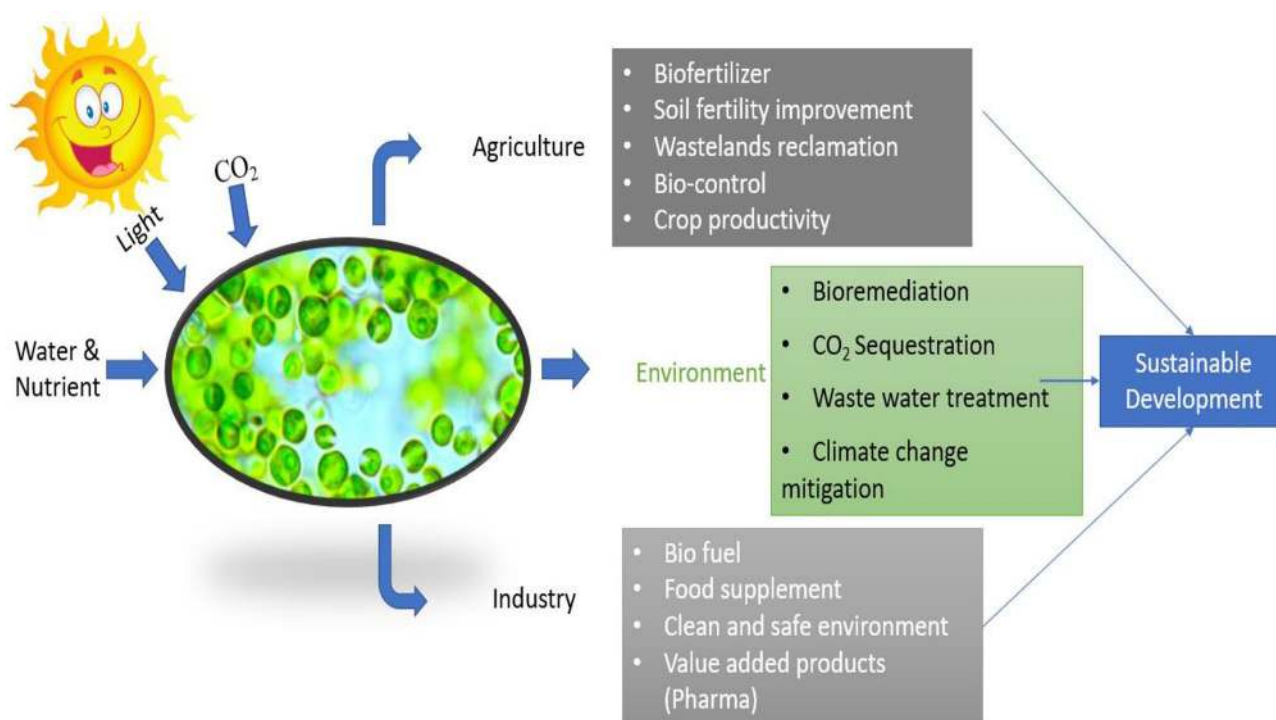 CO₂
Light
Water &
Nutrient
Agriculture
• Biofertilizer
• Soil fertility improvement
• Wastelands reclamation
• Bio-control
• Crop productivity
Environment
• Bioremediation
• CO₂ Sequestration
• Waste water treatment
• Climate change
mitigation
Industry
• Bio fuel
• Food supplement
• Clean and safe environment
• Value added products
(Pharma)
Sustainable
Development